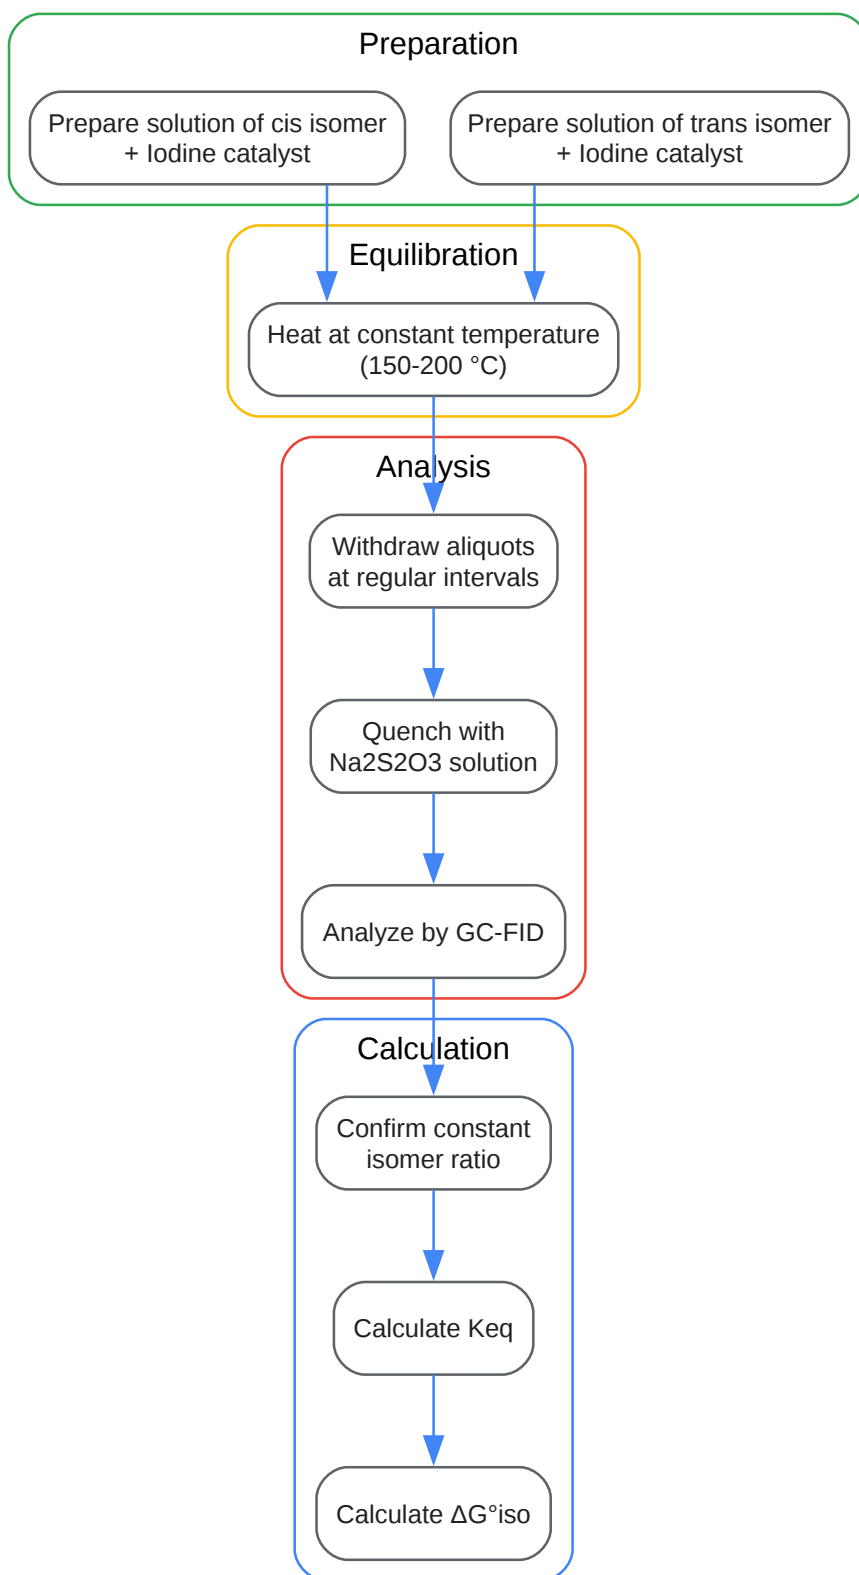 Preparation
Prepare solution of cis isomer
+ Iodine catalyst
Prepare solution of trans isomer
+ Iodine catalyst
Equilibration
Heat at constant temperature
(150-200 °C)
Analysis
Withdraw aliquots
at regular intervals
Quench with
Na2S2O3 solution
Analyze by GC-FID
Calculation
Confirm constant
isomer ratio
Calculate Keq
Calculate ΔG°iso